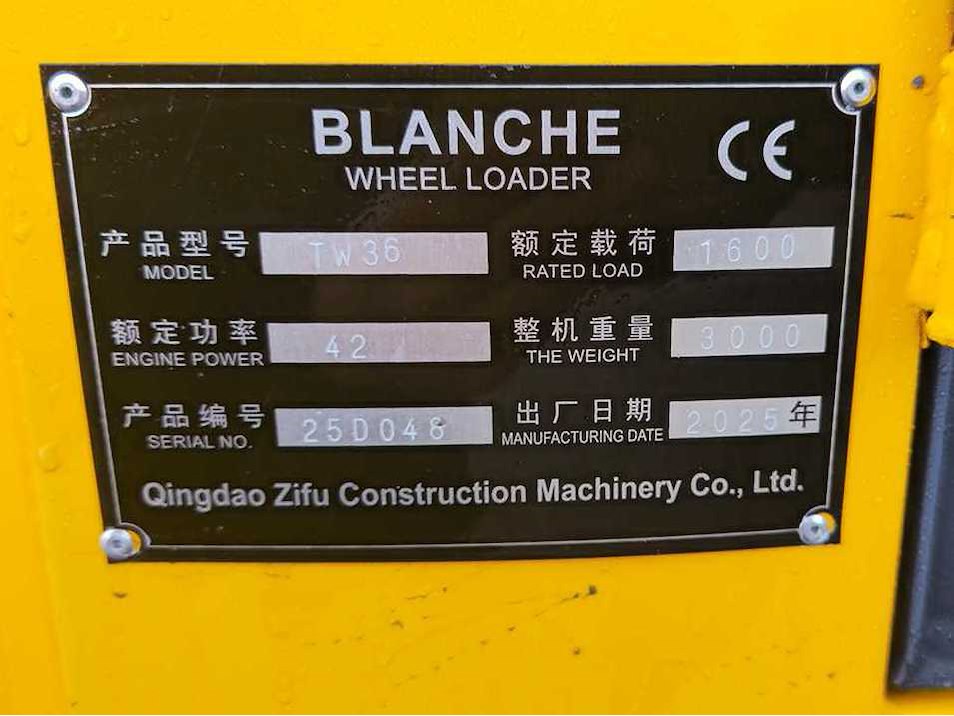 BLANCHE
CE
WHEEL LOADER
产品型号 TW36 额定载荷 1600
MODEL RATED LOAD
额定功率 42 整机重量 3000
ENGINE POWER THE WEIGHT
产品编号 25D048 出厂日期 2025年
SERIAL NO. MANUFACTURING DATE
Qingdao Zifu Construction Machinery Co., Ltd.